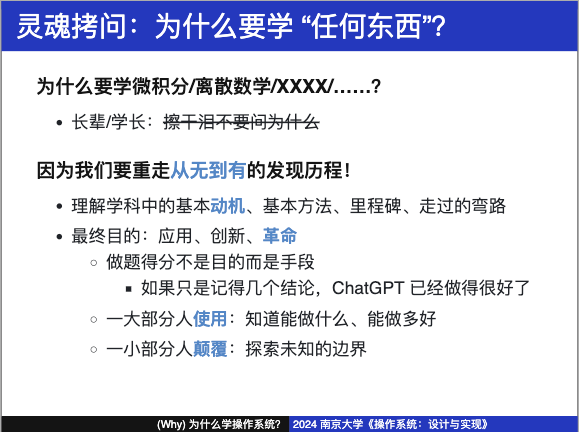 灵魂拷问：为什么要学 “任何东西”？
为什么要学微积分/离散数学/XXXX/......?
• 长辈/学长：擦干泪不要问为什么
因为我们要重走从无到有的发现历程！
• 理解学科中的基本动机、基本方法、里程碑、走过的弯路
• 最终目的：应用、创新、革命
○ 做题得分不是目的而是手段
▪ 如果只是记得几个结论，ChatGPT 已经做得很好了
○ 一大部分人使用：知道能做什么、能做多好
○ 一小部分人颠覆：探索未知的边界
(Why) 为什么学操作系统？ 2024 南京大学《操作系统：设计与实现》